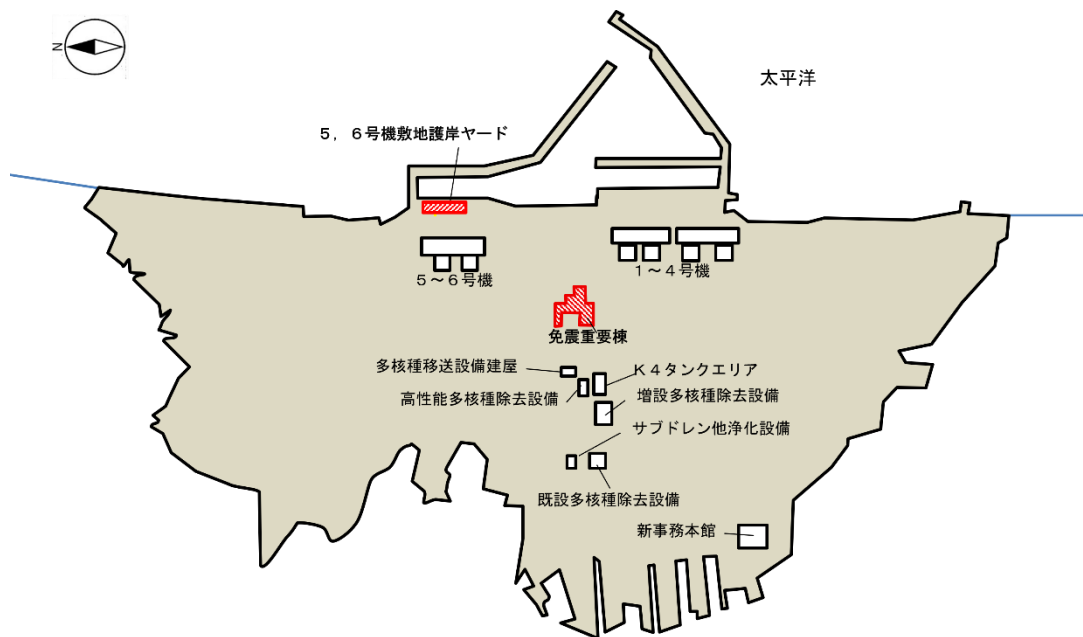 N
太平洋
５，６号機敷地護岸ヤード
５～６号機
１～４号機
免震重要棟
多核種移送設備建屋
Ｋ４タンクエリア
高性能多核種除去設備
増設多核種除去設備
サブドレン他浄化設備
既設多核種除去設備
新事務本館